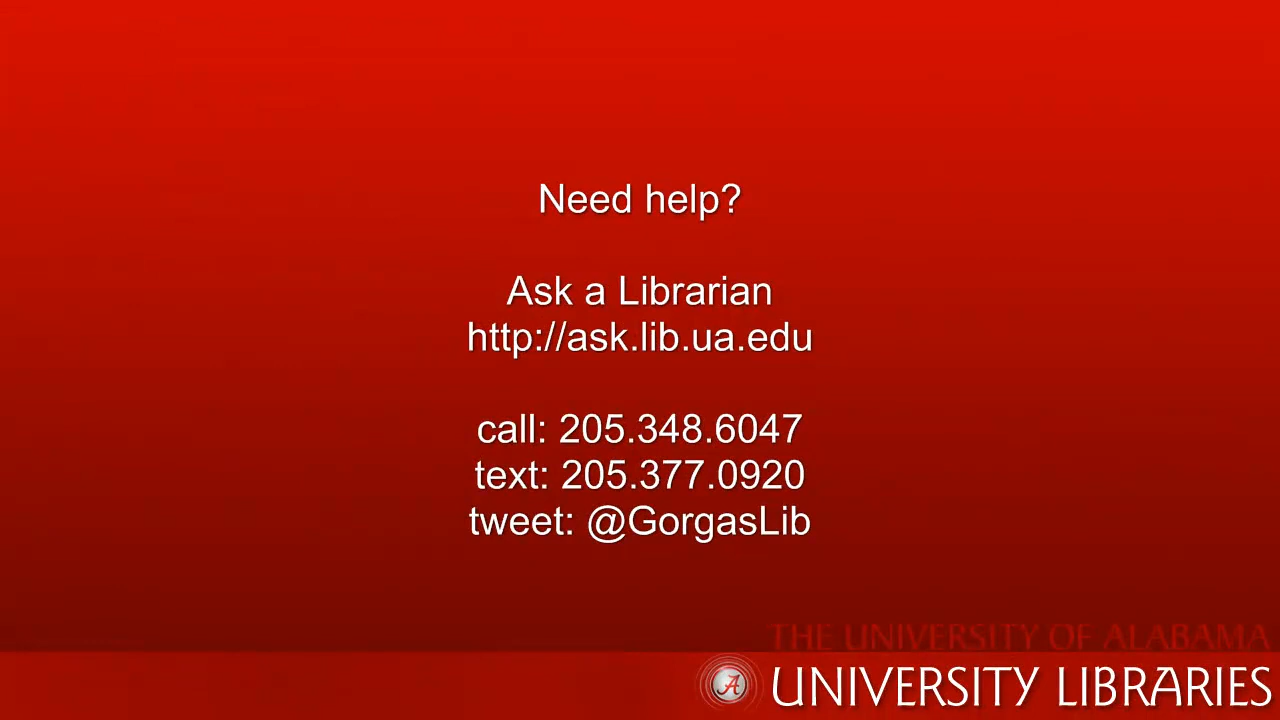 Need help?
Ask a Librarian
http://ask.lib.ua.edu
call: 205.348.6047
text: 205.377.0920
tweet: @GorgasLib
THE UNIVERSITY OF ALABAMA
A
UNIVERSITY LIBRARIES